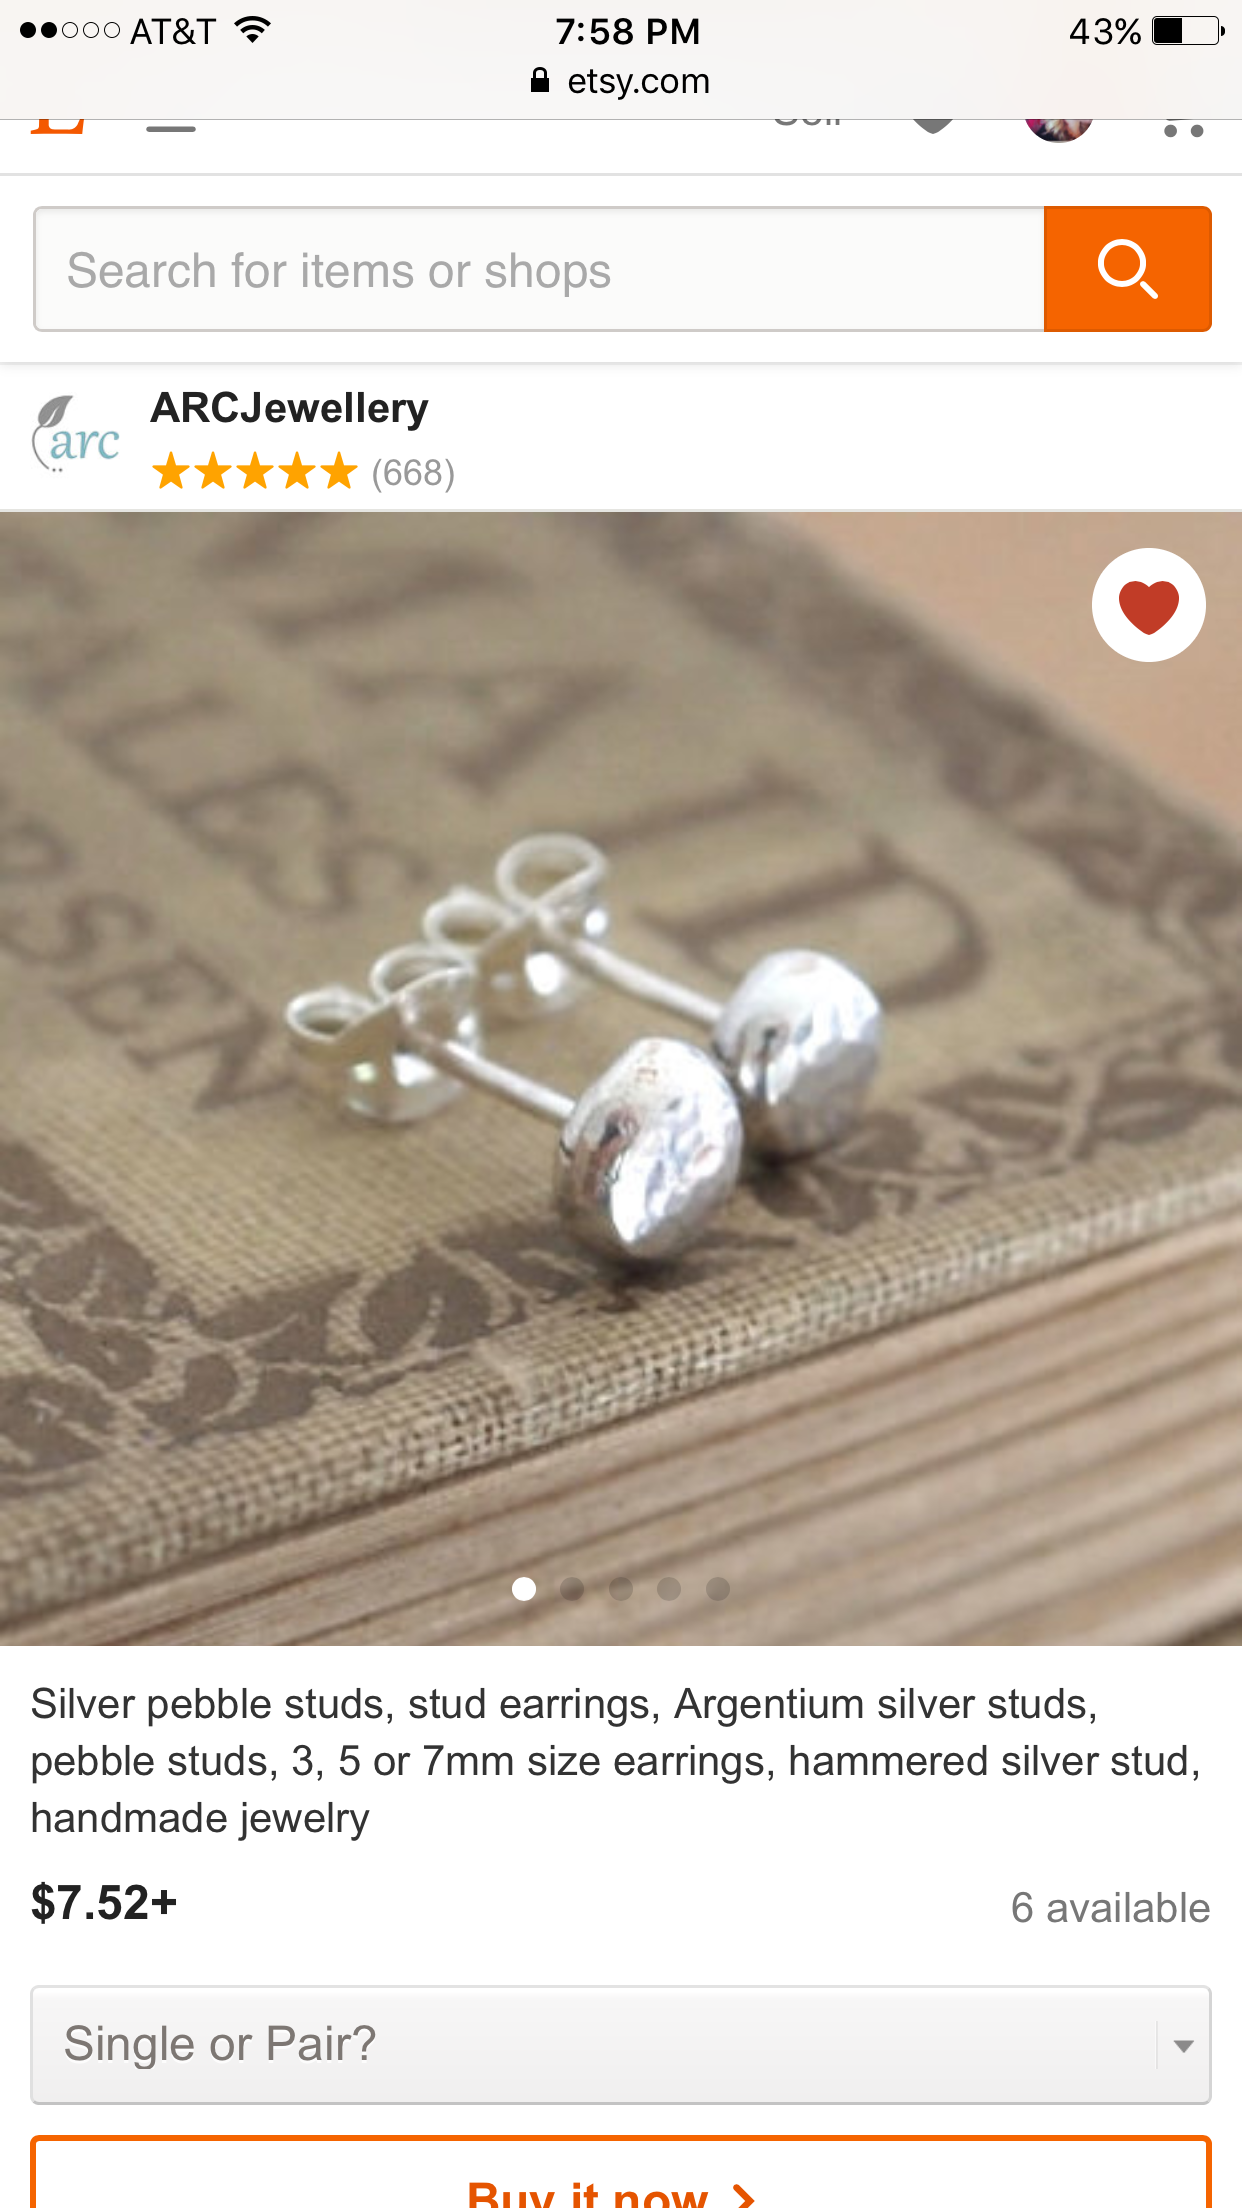 AT&T 7:58 PM 43%
etsy.com
Search for items or shops
arc
ARCJewellery
(668)
Silver pebble studs, stud earrings, Argentium silver studs,
pebble studs, 3, 5 or 7mm size earrings, hammered silver stud,
handmade jewelry
$7.52+
6 available
Single or Pair?
Buy it now